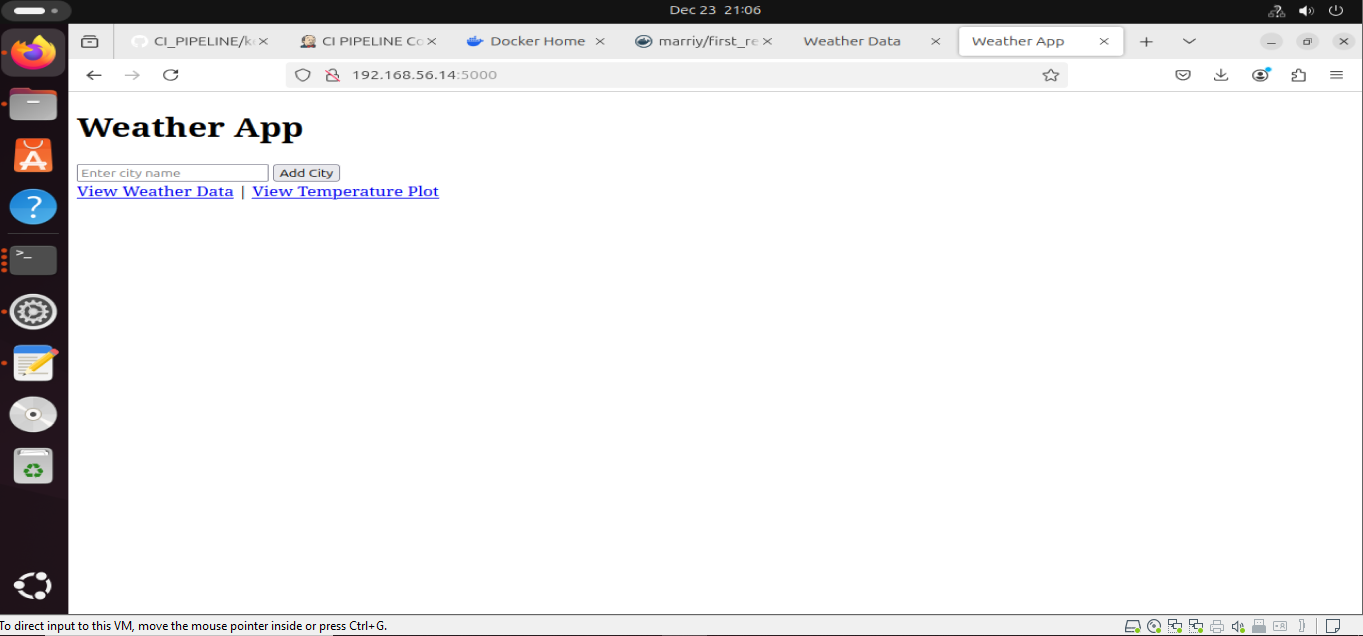 Dec 23 21:06
CI_PIPELINE/k
CI PIPELINE Co
Docker Home
marriy/first_re
Weather Data
Weather App
192.168.56.14:5000
Weather App
Enter city name Add City
View Weather Data | View Temperature Plot
To direct input to this VM, move the mouse pointer inside or press Ctrl+G.